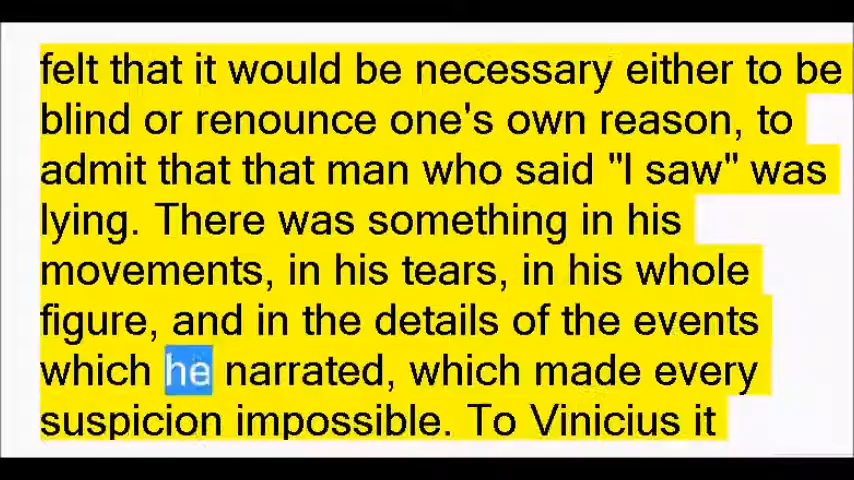 felt that it would be necessary either to be
blind or renounce one's own reason, to
admit that that man who said "I saw" was
lying. There was something in his
movements, in his tears, in his whole
figure, and in the details of the events
which he narrated, which made every
suspicion impossible. To Vinicius it